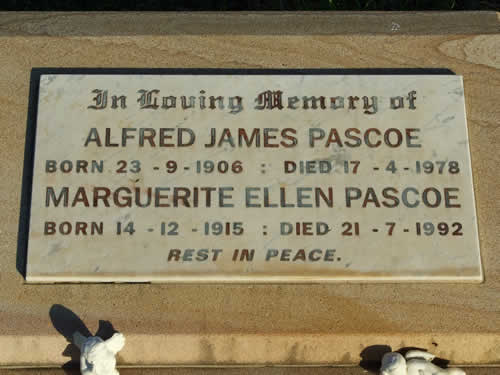 In Loving Memory of
ALFRED JAMES PASCOE
BORN 23 - 9 - 1906 : DIED 17 - 4 - 1978
MARGUERITE ELLEN PASCOE
BORN 14 - 12 - 1915 : DIED 21 - 7 - 1992
REST IN PEACE.